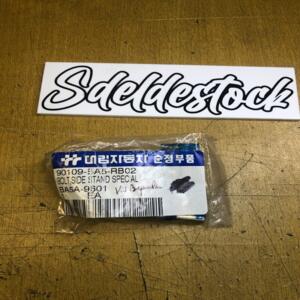 Sdeldestock
대림자동차 순정부품
90109-BA5-RB02
BOLT,SIDE STAND SPECIAL
BA5A-9601
EA